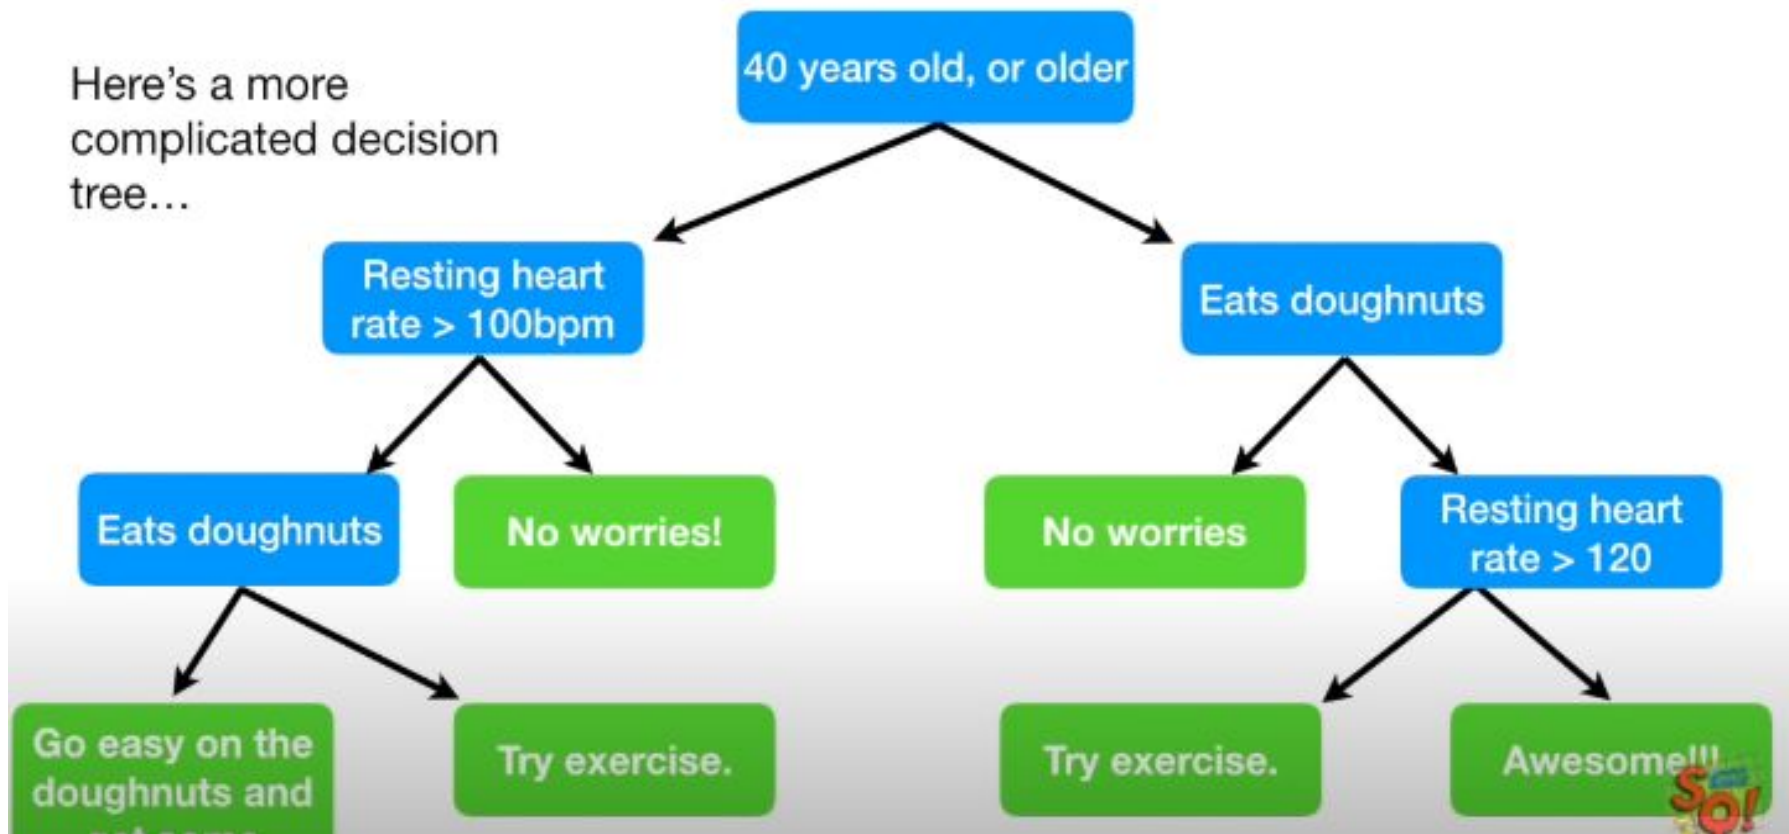 Here's a more
complicated decision
tree...
40 years old, or older
Resting heart
rate > 100bpm
Eats doughnuts
Eats doughnuts
No worries!
No worries
Resting heart
rate > 120
Go easy on the
doughnuts and
Try exercise.
Try exercise.
Awesome!!!
SO!